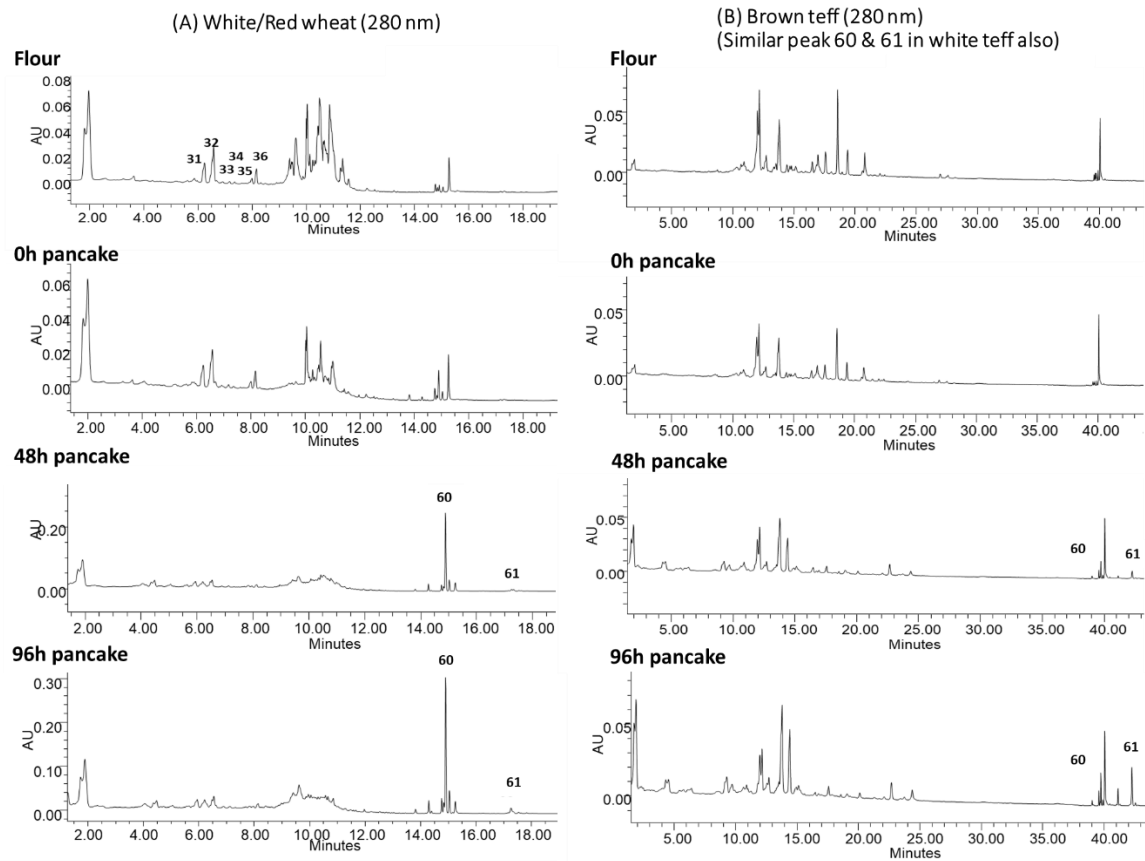 (A) White/Red wheat (280 nm)
(B) Brown teff (280 nm)
(Similar peak 60 & 61 in white teff also)
Flour
0.08
0.06
0.04
0.02
0.00
AU
31
32
33
34
35
36
2.00 4.00 6.00 8.00 10.00 12.00 14.00 16.00 18.00
Minutes
Flour
0.05
0.00
AU
5.00 10.00 15.00 20.00 25.00 30.00 35.00 40.00
Minutes
0h pancake
0.06
0.04
0.02
0.00
AU
2.00 4.00 6.00 8.00 10.00 12.00 14.00 16.00 18.00
Minutes
0h pancake
0.05
0.00
AU
5.00 10.00 15.00 20.00 25.00 30.00 35.00 40.00
Minutes
48h pancake
0.20
0.00
AU
60
61
2.00 4.00 6.00 8.00 10.00 12.00 14.00 16.00 18.00
Minutes
48h pancake
0.05
0.00
AU
60
61
5.00 10.00 15.00 20.00 25.00 30.00 35.00 40.00
Minutes
96h pancake
0.30
0.20
0.10
0.00
AU
60
61
2.00 4.00 6.00 8.00 10.00 12.00 14.00 16.00 18.00
Minutes
96h pancake
0.05
0.00
AU
60
61
5.00 10.00 15.00 20.00 25.00 30.00 35.00 40.00
Minutes